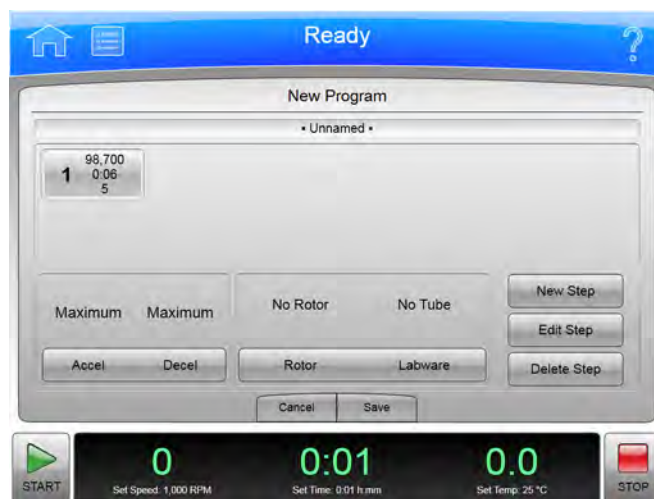 Ready
?
New Program
• Unnamed •
1
98,700
0:06
5
Maximum Maximum
No Rotor No Tube
Accel Decel
Rotor Labware
New Step
Edit Step
Delete Step
Cancel Save
START
0
Set Speed: 1,000 RPM
0:01
Set Time: 0:01 h:mm
0.0
Set Temp: 25 °C
STOP